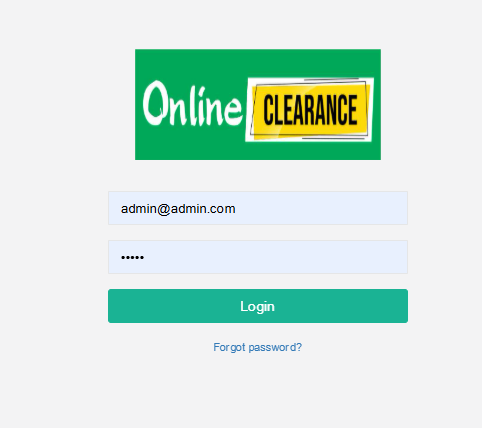 Online CLEARANCE
admin@admin.com
•••••
Login
Forgot password?